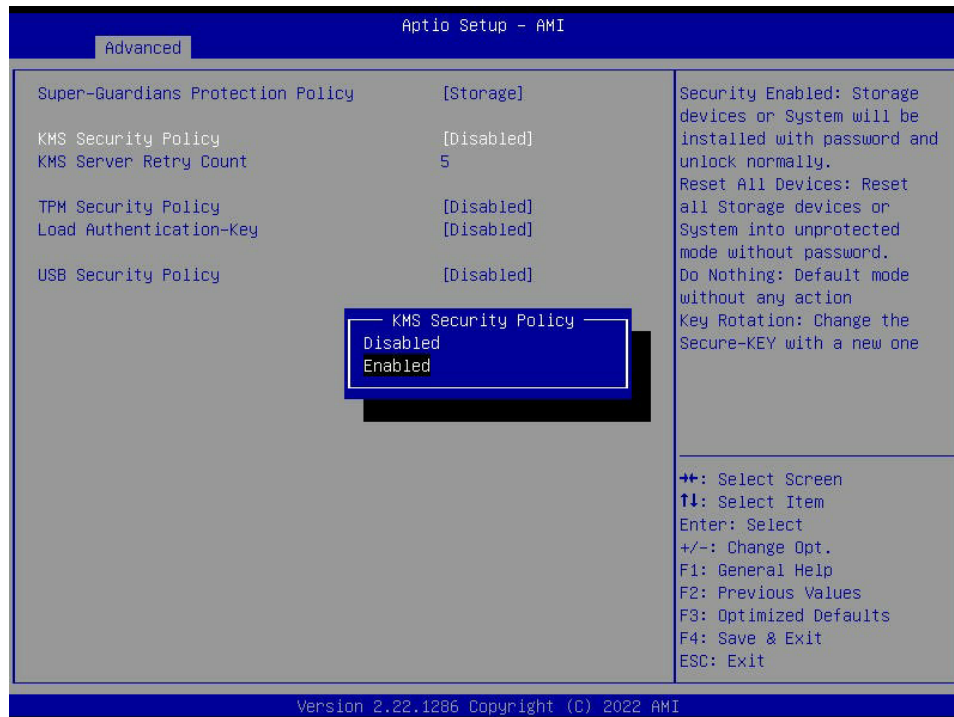 Aptio Setup – AMI
Advanced
Super-Guardians Protection Policy [Storage]
KMS Security Policy [Disabled]
KMS Server Retry Count 5
TPM Security Policy [Disabled]
Load Authentication-Key [Disabled]
USB Security Policy [Disabled]
KMS Security Policy
Disabled
Enabled
Security Enabled: Storage
devices or System will be
installed with password and
unlock normally.
Reset All Devices: Reset
all Storage devices or
System into unprotected
mode without password.
Do Nothing: Default mode
without any action
Key Rotation: Change the
Secure-KEY with a new one
→←: Select Screen
↑↓: Select Item
Enter: Select
+/-: Change Opt.
F1: General Help
F2: Previous Values
F3: Optimized Defaults
F4: Save & Exit
ESC: Exit
Version 2.22.1286 Copyright (C) 2022 AMI